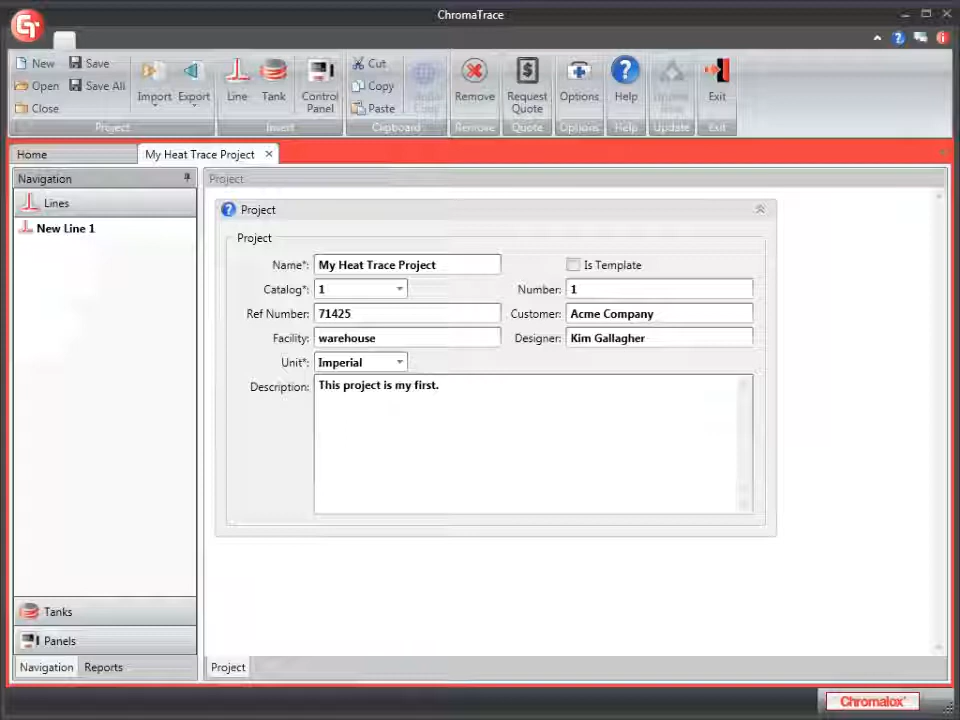 ChromaTrace
New Save
Open Save All
Close
Import Export
Project
Line Tank Control Panel
Insert
Cut
Copy
Paste
Clipboard
Remove
Remove
Request Quote
Quote
Options
Options
Help
Help
Update
Exit
Exit
Home My Heat Trace Project
Navigation
Lines
New Line 1
Tanks
Panels
Navigation Reports
Project
Project
Project
Name*: My Heat Trace Project Is Template
Catalog*: 1 Number: 1
Ref Number: 71425 Customer: Acme Company
Facility: warehouse Designer: Kim Gallagher
Unit*: Imperial
Description: This project is my first.
Project
Chromalox